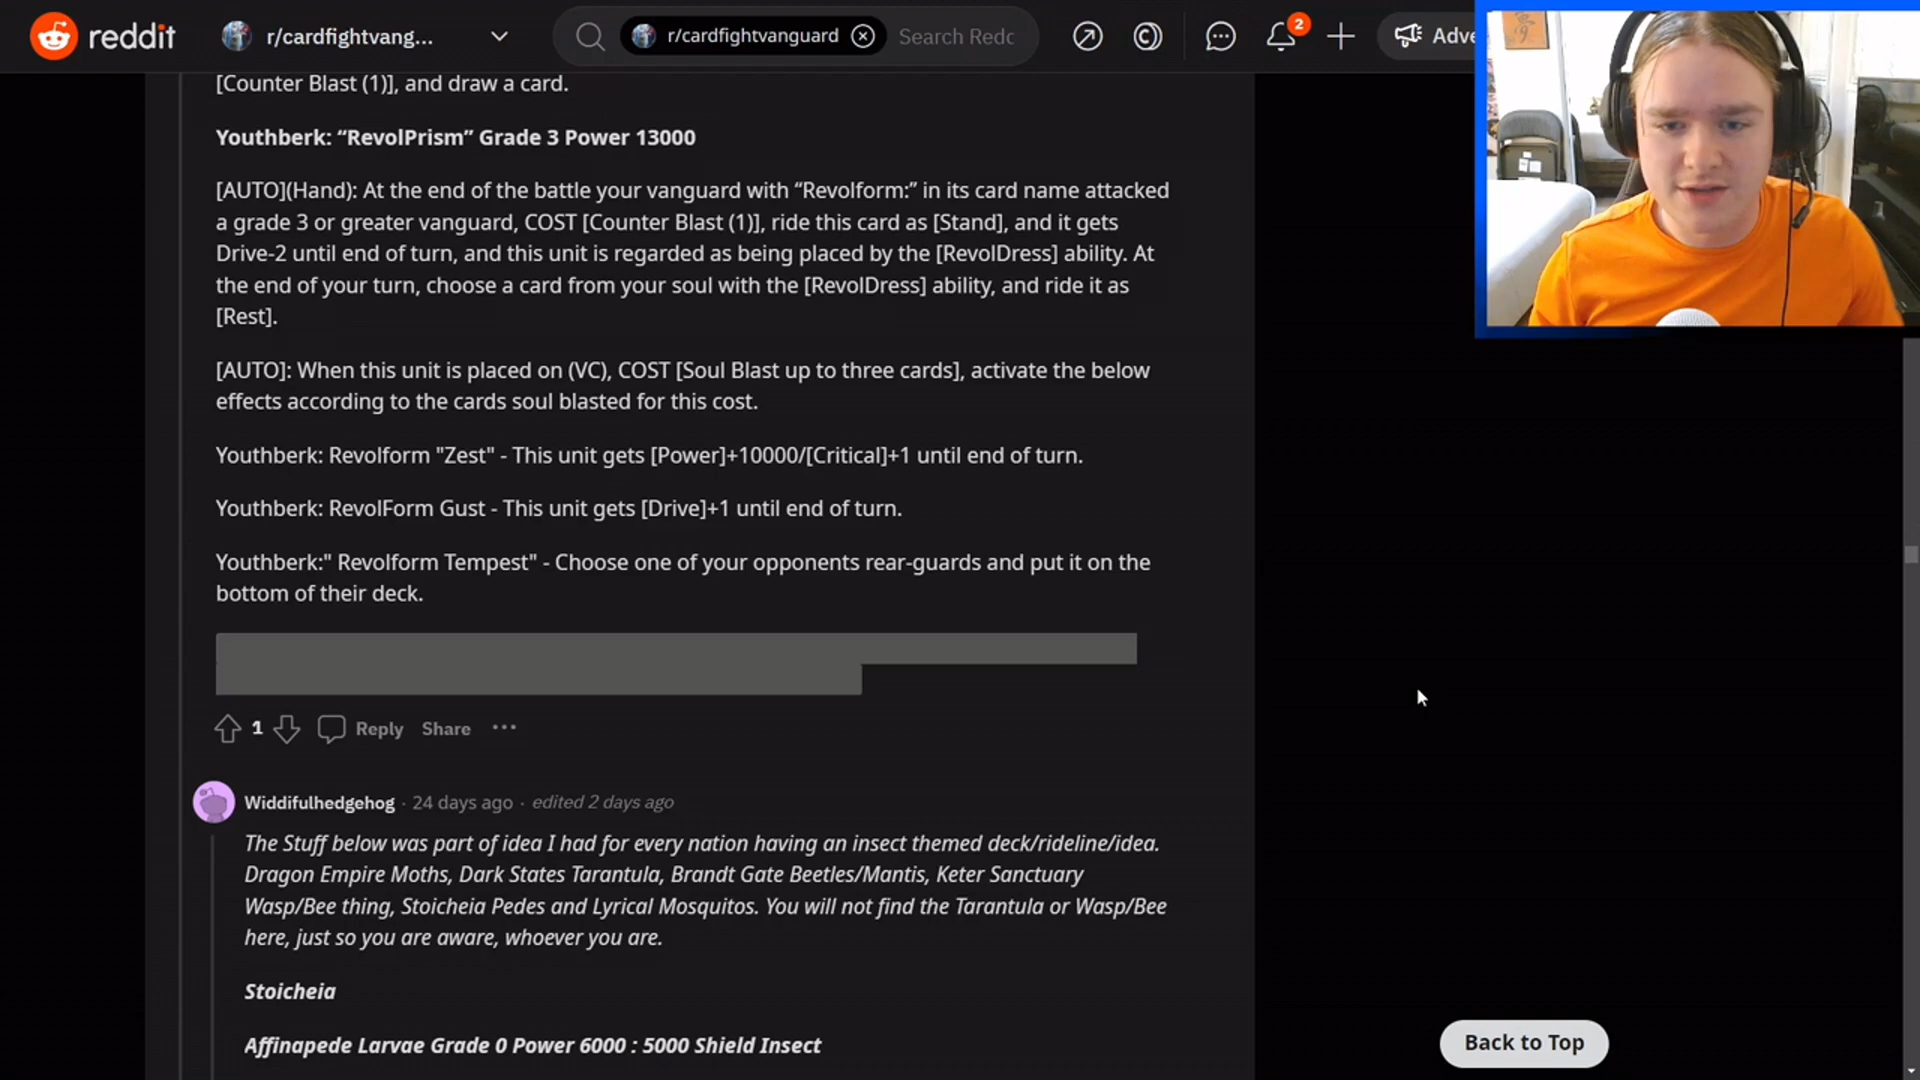 reddit
r/cardfightvang...
r/cardfightvanguard
Search Redc
2
Adve
[Counter Blast (1)], and draw a card.
Youthberk: “RevolPrism” Grade 3 Power 13000
[AUTO](Hand): At the end of the battle your vanguard with “Revolform:” in its card name attacked
a grade 3 or greater vanguard, COST [Counter Blast (1)], ride this card as [Stand], and it gets
Drive-2 until end of turn, and this unit is regarded as being placed by the [RevolDress] ability. At
the end of your turn, choose a card from your soul with the [RevolDress] ability, and ride it as
[Rest].
[AUTO]: When this unit is placed on (VC), COST [Soul Blast up to three cards], activate the below
effects according to the cards soul blasted for this cost.
Youthberk: Revolform "Zest" - This unit gets [Power]+10000/[Critical]+1 until end of turn.
Youthberk: RevolForm Gust - This unit gets [Drive]+1 until end of turn.
Youthberk:" Revolform Tempest" - Choose one of your opponents rear-guards and put it on the
bottom of their deck.
1
Reply
Share
Widdifulhedgehog · 24 days ago · edited 2 days ago
The Stuff below was part of idea I had for every nation having an insect themed deck/rideline/idea.
Dragon Empire Moths, Dark States Tarantula, Brandt Gate Beetles/Mantis, Keter Sanctuary
Wasp/Bee thing, Stoicheia Pedes and Lyrical Mosquitos. You will not find the Tarantula or Wasp/Bee
here, just so you are aware, whoever you are.
Stoicheia
Affinapede Larvae Grade 0 Power 6000 : 5000 Shield Insect
Back to Top